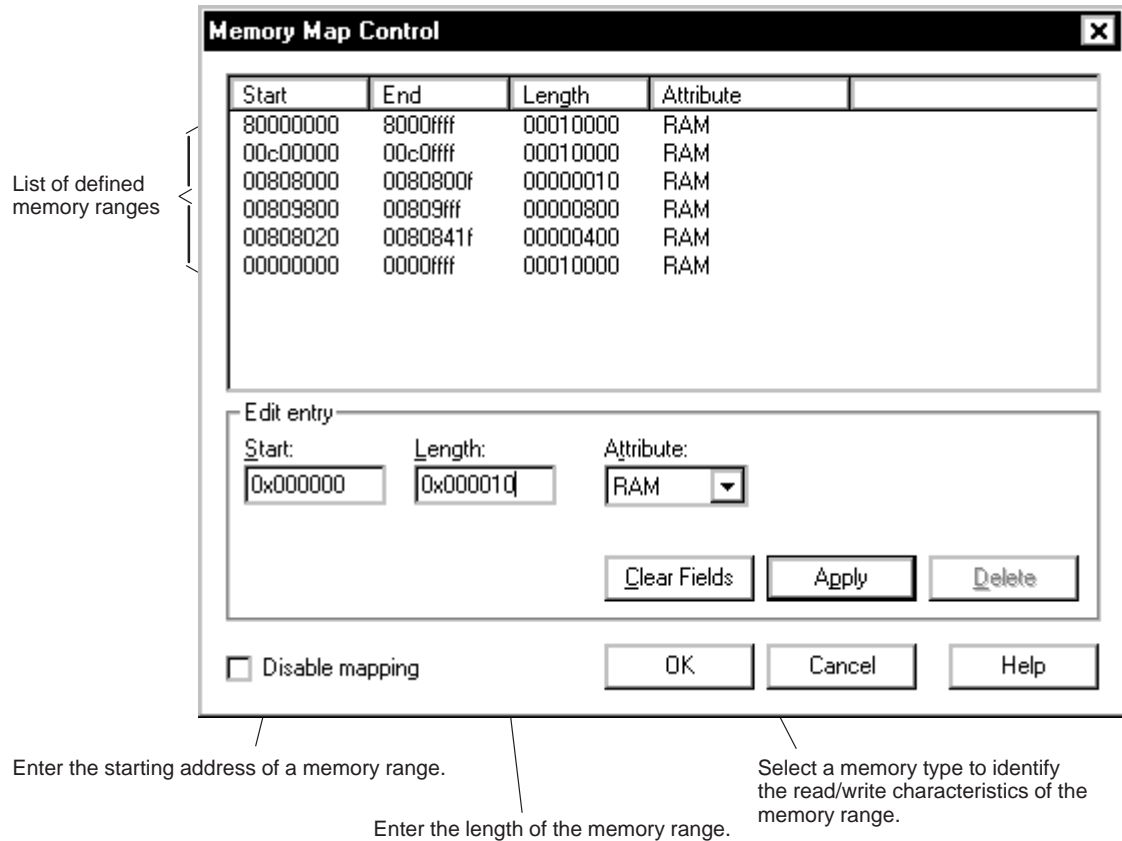 Memory Map Control
Start End Length Attribute
80000000 8000ffff 00010000 RAM
00c00000 00c0ffff 00010000 RAM
00808000 0080800f 00000010 RAM
00809800 00809fff 00000800 RAM
00808020 0080841f 00000400 RAM
00000000 0000ffff 00010000 RAM
List of defined
memory ranges
Edit entry
Start: Length: Attribute:
0x000000 0x000010 RAM
Clear Fields Apply Delete
Disable mapping OK Cancel Help
Enter the starting address of a memory range.
Select a memory type to identify
the read/write characteristics of the
memory range.
Enter the length of the memory range.